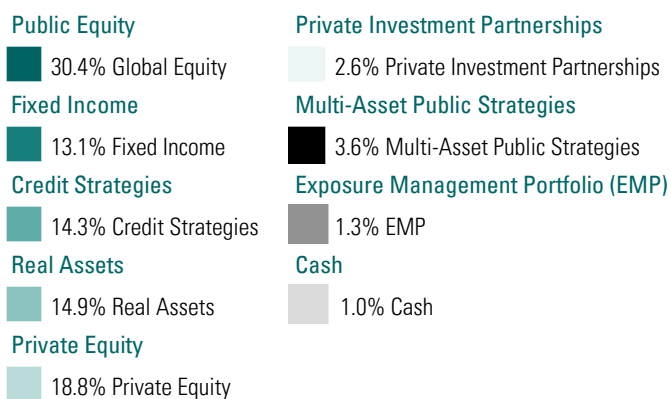 Public Equity
30.4% Global Equity
Fixed Income
13.1% Fixed Income
Credit Strategies
14.3% Credit Strategies
Real Assets
14.9% Real Assets
Private Equity
18.8% Private Equity
Private Investment Partnerships
2.6% Private Investment Partnerships
Multi-Asset Public Strategies
3.6% Multi-Asset Public Strategies
Exposure Management Portfolio (EMP)
1.3% EMP
Cash
1.0% Cash